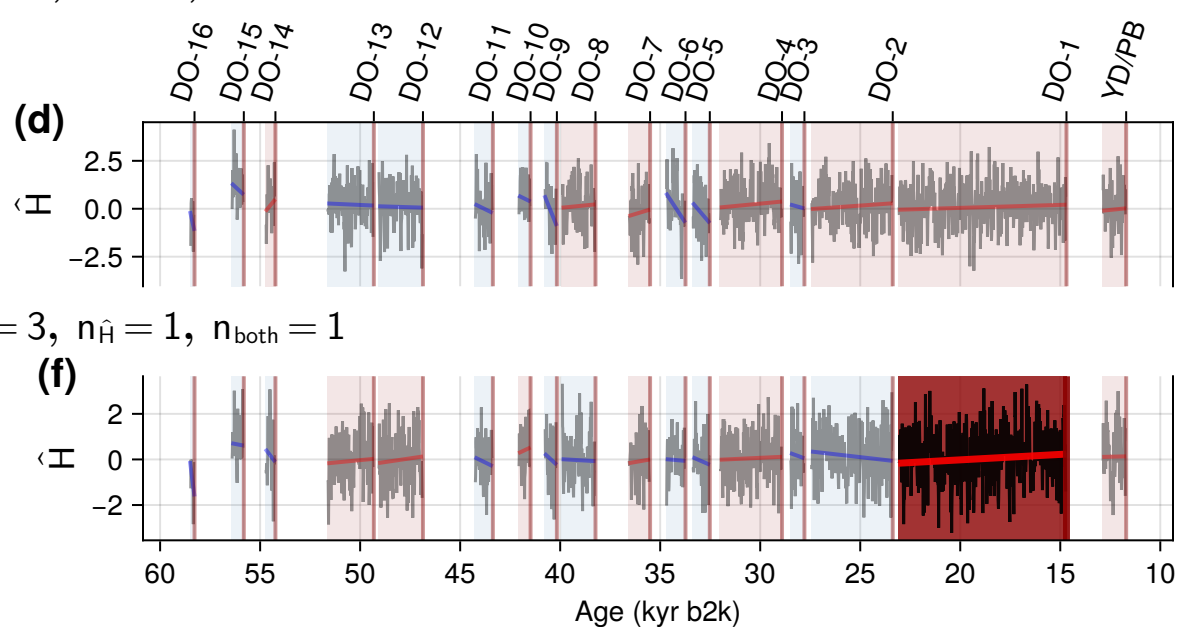 DO-16 DO-15 DO-14 DO-13 DO-12 DO-11 DO-10 DO-9 DO-8 DO-7 DO-6 DO-5 DO-4 DO-3 DO-2 DO-1 YD/PB
(d)
2.5
0.0
−2.5
Ĥ
= 3, n_Ĥ = 1, n_both = 1
(f)
2
0
−2
Ĥ
60 55 50 45 40 35 30 25 20 15 10
Age (kyr b2k)